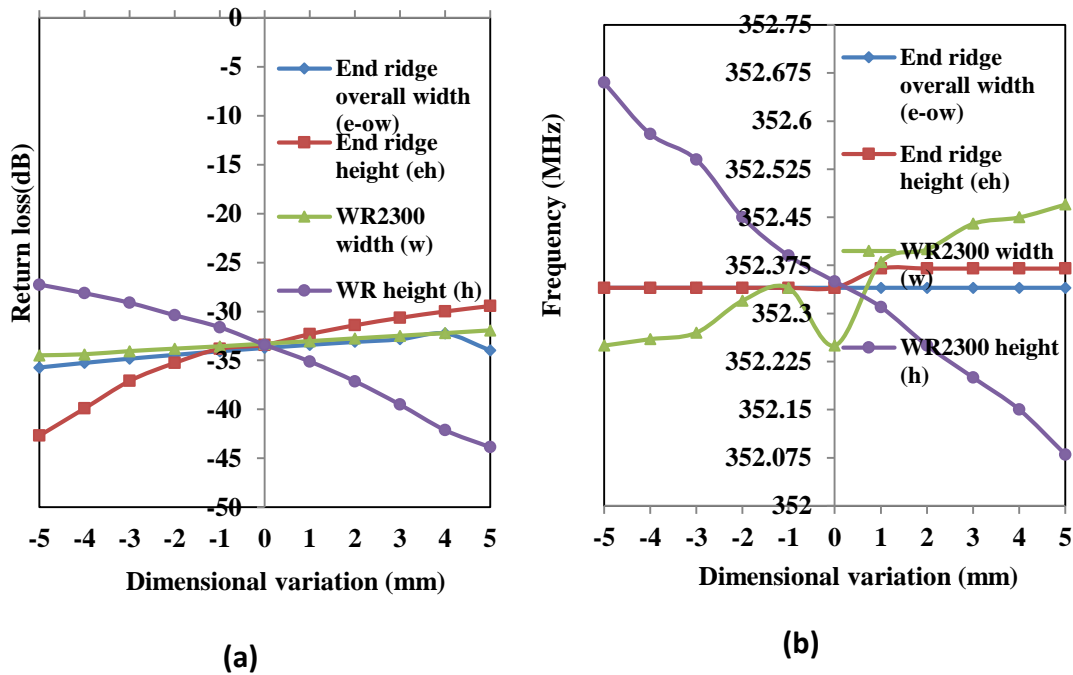 0
-5
-10
-15
-20
-25
-30
-35
-40
-45
-50
-5 -4 -3 -2 -1 0 1 2 3 4 5
Return loss(dB)
Dimensional variation (mm)
End ridge
overall width
(e-ow)
End ridge
height (eh)
WR2300
width (w)
WR height (h)
(a)
352.75
352.675
352.6
352.525
352.45
352.375
352.3
352.225
352.15
352.075
352
-5 -4 -3 -2 -1 0 1 2 3 4 5
Frequency (MHz)
Dimensional variation (mm)
End ridge
overall width
(e-ow)
End ridge
height (eh)
WR2300 width
(w)
WR2300 height
(h)
(b)